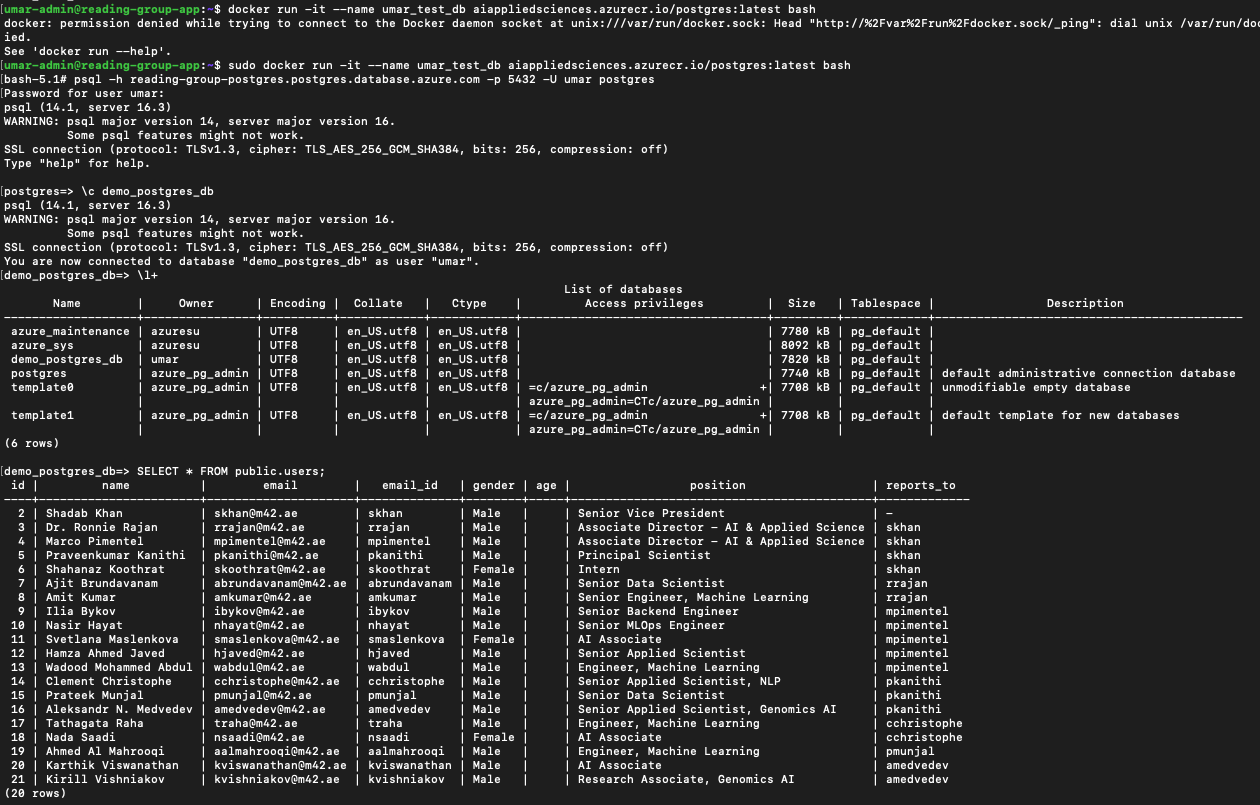 [umar-admin@reading-group-app:~$ docker run -it --name umar_test_db aiappliedsciences.azurecr.io/postgres:latest bash
docker: permission denied while trying to connect to the Docker daemon socket at unix:///var/run/docker.sock: Head "http://%2Fvar%2Frun%2Fdocker.sock/_ping": dial unix /var/run/doc
ied.
See 'docker run --help'.
[umar-admin@reading-group-app:~$ sudo docker run -it --name umar_test_db aiappliedsciences.azurecr.io/postgres:latest bash
[bash-5.1# psql -h reading-group-postgres.postgres.database.azure.com -p 5432 -U umar postgres
[Password for user umar:
psql (14.1, server 16.3)
WARNING: psql major version 14, server major version 16.
         Some psql features might not work.
SSL connection (protocol: TLSv1.3, cipher: TLS_AES_256_GCM_SHA384, bits: 256, compression: off)
Type "help" for help.
[postgres=> \c demo_postgres_db
psql (14.1, server 16.3)
WARNING: psql major version 14, server major version 16.
         Some psql features might not work.
SSL connection (protocol: TLSv1.3, cipher: TLS_AES_256_GCM_SHA384, bits: 256, compression: off)
You are now connected to database "demo_postgres_db" as user "umar".
[demo_postgres_db=> \l+
List of databases
Name | Owner | Encoding | Collate | Ctype | Access privileges | Size | Tablespace | Description
azure_maintenance | azuresu | UTF8 | en_US.utf8 | en_US.utf8 | | 7780 kB | pg_default |
azure_sys | azuresu | UTF8 | en_US.utf8 | en_US.utf8 | | 8092 kB | pg_default |
demo_postgres_db | umar | UTF8 | en_US.utf8 | en_US.utf8 | | 7820 kB | pg_default |
postgres | azure_pg_admin | UTF8 | en_US.utf8 | en_US.utf8 | | 7740 kB | pg_default | default administrative connection database
template0 | azure_pg_admin | UTF8 | en_US.utf8 | en_US.utf8 | =c/azure_pg_admin +| 7708 kB | pg_default | unmodifiable empty database
| | | | | azure_pg_admin=CTc/azure_pg_admin | | |
template1 | azure_pg_admin | UTF8 | en_US.utf8 | en_US.utf8 | =c/azure_pg_admin +| 7708 kB | pg_default | default template for new databases
| | | | | azure_pg_admin=CTc/azure_pg_admin | | |
(6 rows)
[demo_postgres_db=> SELECT * FROM public.users;
id | name | email | email_id | gender | age | position | reports_to
2 | Shadab Khan | skhan@m42.ae | skhan | Male | | Senior Vice President | -
3 | Dr. Ronnie Rajan | rrajan@m42.ae | rrajan | Male | | Associate Director - AI & Applied Science | skhan
4 | Marco Pimentel | mpimentel@m42.ae | mpimentel | Male | | Associate Director - AI & Applied Science | skhan
5 | Praveenkumar Kanithi | pkanithi@m42.ae | pkanithi | Male | | Principal Scientist | skhan
6 | Shahanaz Koothrat | skoothrat@m42.ae | skoothrat | Female | | Intern | skhan
7 | Ajit Brundavanam | abrundavanam@m42.ae | abrundavanam | Male | | Senior Data Scientist | rrajan
8 | Amit Kumar | amkumar@m42.ae | amkumar | Male | | Senior Engineer, Machine Learning | rrajan
9 | Ilia Bykov | ibykov@m42.ae | ibykov | Male | | Senior Backend Engineer | mpimentel
10 | Nasir Hayat | nhayat@m42.ae | nhayat | Male | | Senior MLOps Engineer | mpimentel
11 | Svetlana Maslenkova | smaslenkova@m42.ae | smaslenkova | Female | | AI Associate | mpimentel
12 | Hamza Ahmed Javed | hjaved@m42.ae | hjaved | Male | | Senior Applied Scientist | mpimentel
13 | Wadood Mohammed Abdul | wabdul@m42.ae | wabdul | Male | | Engineer, Machine Learning | mpimentel
14 | Clement Christophe | cchristophe@m42.ae | cchristophe | Male | | Senior Applied Scientist, NLP | pkanithi
15 | Prateek Munjal | pmunjal@m42.ae | pmunjal | Male | | Senior Data Scientist | pkanithi
16 | Aleksandr N. Medvedev | amedvedev@m42.ae | amedvedev | Male | | Senior Applied Scientist, Genomics AI | pkanithi
17 | Tathagata Raha | traha@m42.ae | traha | Male | | Engineer, Machine Learning | cchristophe
18 | Nada Saadi | nsaadi@m42.ae | nsaadi | Female | | AI Associate | cchristophe
19 | Ahmed Al Mahrooqi | aalmahrooqi@m42.ae | aalmahrooqi | Male | | Engineer, Machine Learning | pmunjal
20 | Karthik Viswanathan | kviswanathan@m42.ae | kviswanathan | Male | | AI Associate | amedvedev
21 | Kirill Vishniakov | kvishniakov@m42.ae | kvishniakov | Male | | Research Associate, Genomics AI | amedvedev
(20 rows)